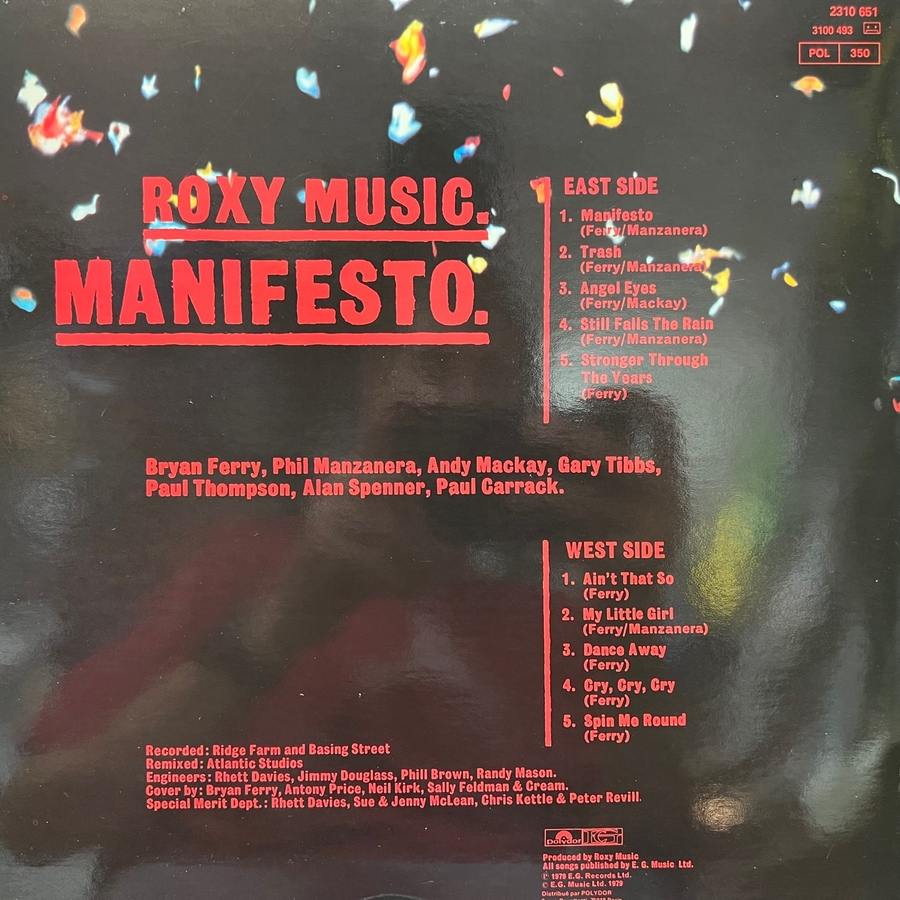 2310 651
3100 493
POL 350
ROXY MUSIC.
MANIFESTO.
EAST SIDE
1. Manifesto
(Ferry/Manzanera)
2. Trash
(Ferry/Manzanera)
3. Angel Eyes
(Ferry/Mackay)
4. Still Falls The Rain
(Ferry/Manzanera)
5. Stronger Through
The Years
(Ferry)
Bryan Ferry, Phil Manzanera, Andy Mackay, Gary Tibbs,
Paul Thompson, Alan Spenner, Paul Carrack.
WEST SIDE
1. Ain't That So
(Ferry)
2. My Little Girl
(Ferry/Manzanera)
3. Dance Away
(Ferry)
4. Cry, Cry, Cry
(Ferry)
5. Spin Me Round
(Ferry)
Recorded: Ridge Farm and Basing Street
Remixed: Atlantic Studios
Engineers: Rhett Davies, Jimmy Douglass, Phill Brown, Randy Mason.
Cover by: Bryan Ferry, Antony Price, Neil Kirk, Sally Feldman & Cream.
Special Merit Dept.: Rhett Davies, Sue & Jenny McLean, Chris Kettle & Peter Revill.
Polydor EG
Produced by Roxy Music
All songs published by E. G. Music Ltd.
℗ 1979 E.G. Records Ltd.
© E.G. Music Ltd. 1979
Distribué par POLYDOR